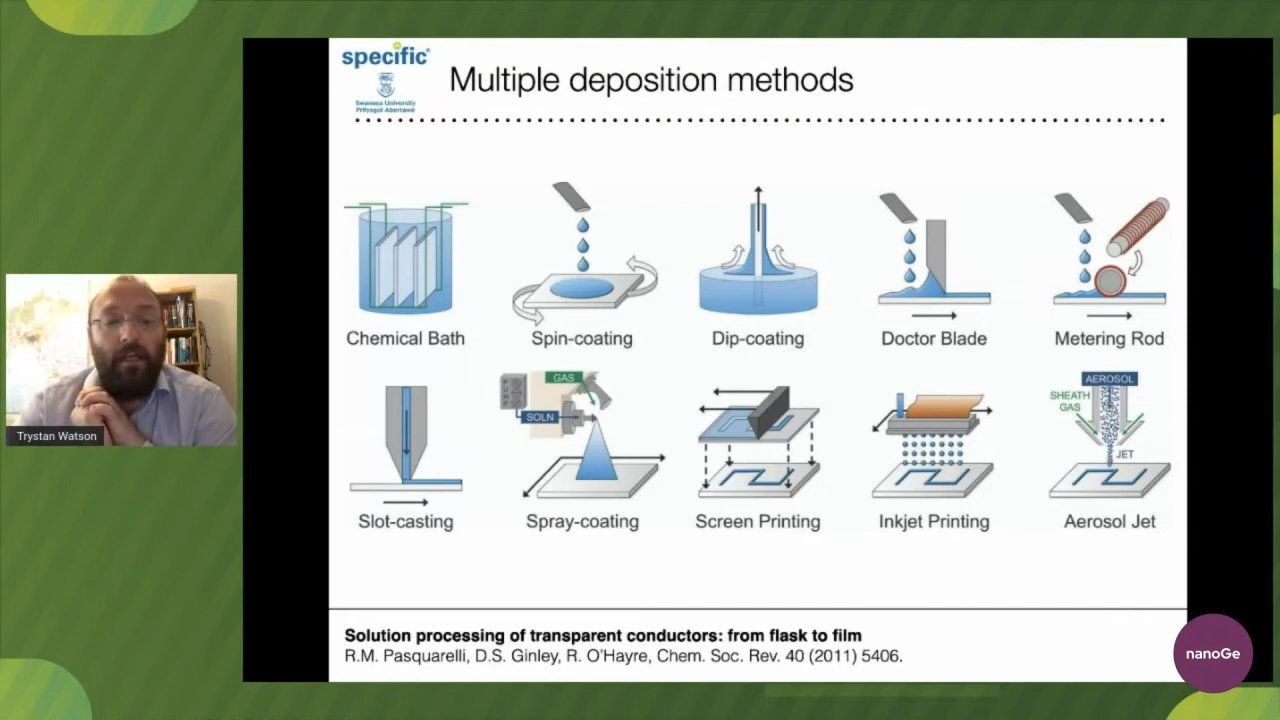 specific®
Swansea University
Prifysgol Abertawe
Multiple deposition methods
Chemical Bath
Spin-coating
Dip-coating
Doctor Blade
Metering Rod
PUMP
GAS
SOLN
AEROSOL
SHEATH
GAS
JET
Slot-casting
Spray-coating
Screen Printing
Inkjet Printing
Aerosol Jet
Trystan Watson
Solution processing of transparent conductors: from flask to film
R.M. Pasquarelli, D.S. Ginley, R. O'Hayre, Chem. Soc. Rev. 40 (2011) 5406.
nanoGe